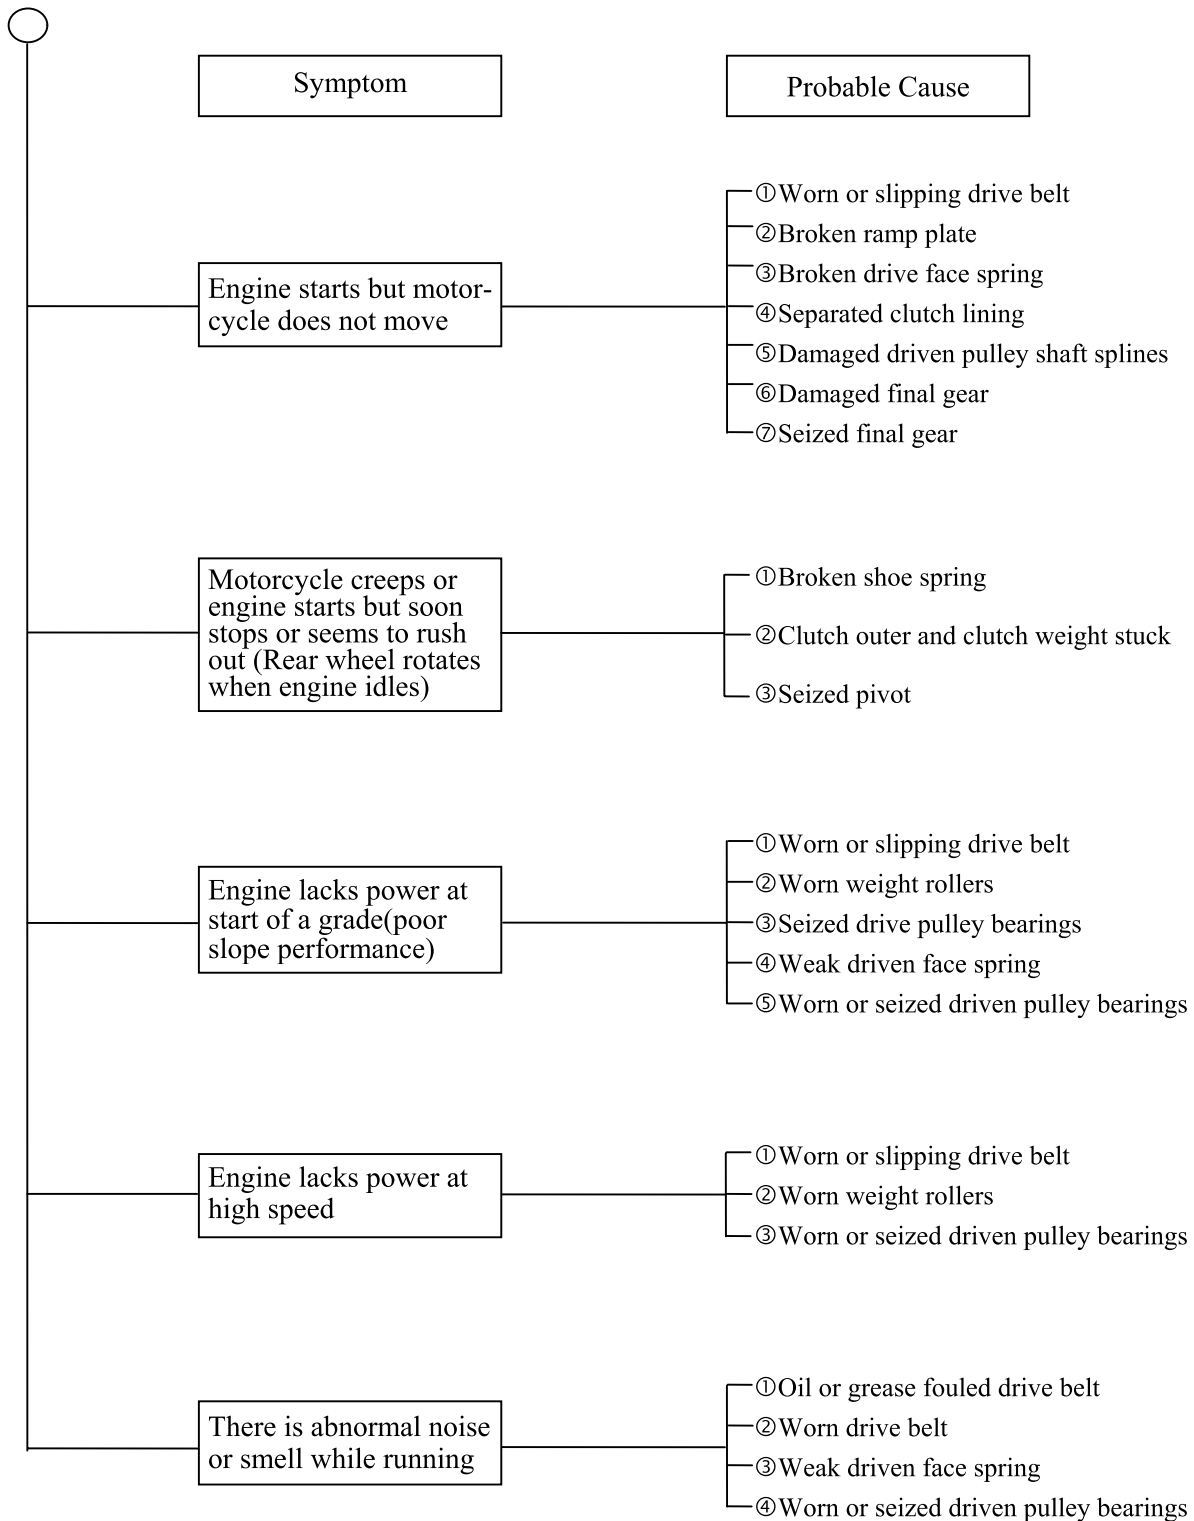 Symptom
Probable Cause
Engine starts but motor-
cycle does not move
①Worn or slipping drive belt
②Broken ramp plate
③Broken drive face spring
④Separated clutch lining
⑤Damaged driven pulley shaft splines
⑥Damaged final gear
⑦Seized final gear
Motorcycle creeps or
engine starts but soon
stops or seems to rush
out (Rear wheel rotates
when engine idles)
①Broken shoe spring
②Clutch outer and clutch weight stuck
③Seized pivot
Engine lacks power at
start of a grade(poor
slope performance)
①Worn or slipping drive belt
②Worn weight rollers
③Seized drive pulley bearings
④Weak driven face spring
⑤Worn or seized driven pulley bearings
Engine lacks power at
high speed
①Worn or slipping drive belt
②Worn weight rollers
③Worn or seized driven pulley bearings
There is abnormal noise
or smell while running
①Oil or grease fouled drive belt
②Worn drive belt
③Weak driven face spring
④Worn or seized driven pulley bearings